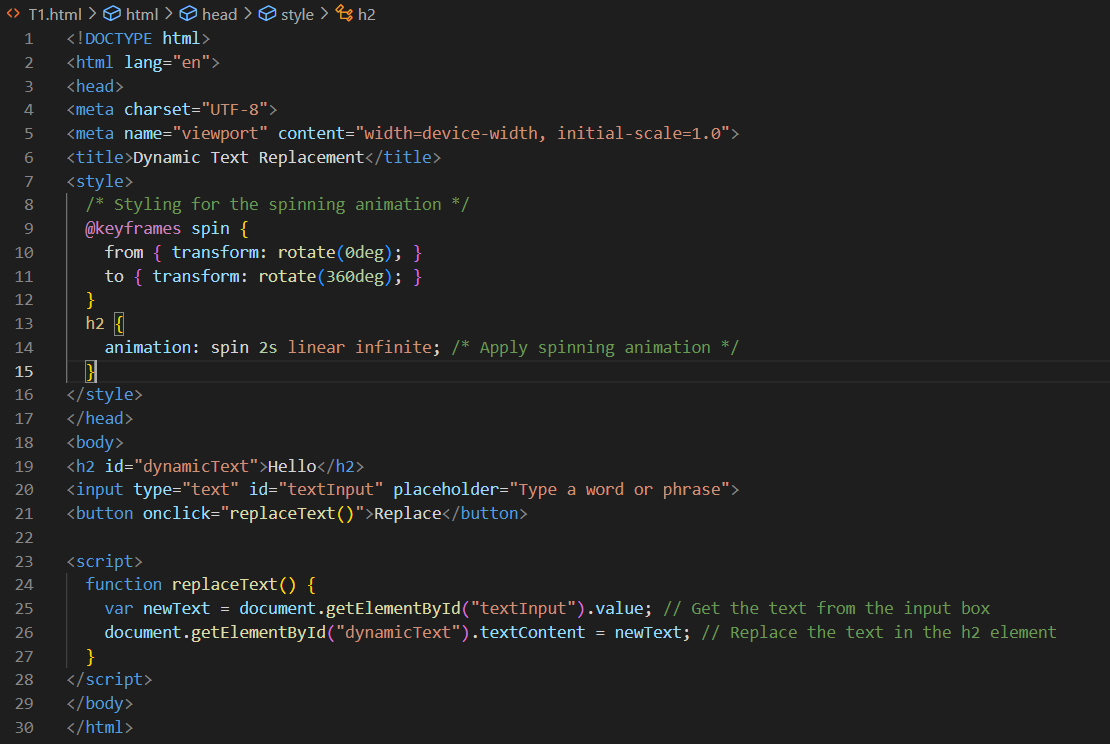 T1.html > html > head > style > h2
1 <!DOCTYPE html>
2 <html lang="en">
3 <head>
4 <meta charset="UTF-8">
5 <meta name="viewport" content="width=device-width, initial-scale=1.0">
6 <title>Dynamic Text Replacement</title>
7 <style>
8   /* Styling for the spinning animation */
9   @keyframes spin {
10     from { transform: rotate(0deg); }
11     to { transform: rotate(360deg); }
12   }
13   h2 {
14     animation: spin 2s linear infinite; /* Apply spinning animation */
15   }
16 </style>
17 </head>
18 <body>
19 <h2 id="dynamicText">Hello</h2>
20 <input type="text" id="textInput" placeholder="Type a word or phrase">
21 <button onclick="replaceText()">Replace</button>
22
23 <script>
24   function replaceText() {
25     var newText = document.getElementById("textInput").value; // Get the text from the input box
26     document.getElementById("dynamicText").textContent = newText; // Replace the text in the h2 element
27   }
28 </script>
29 </body>
30 </html>